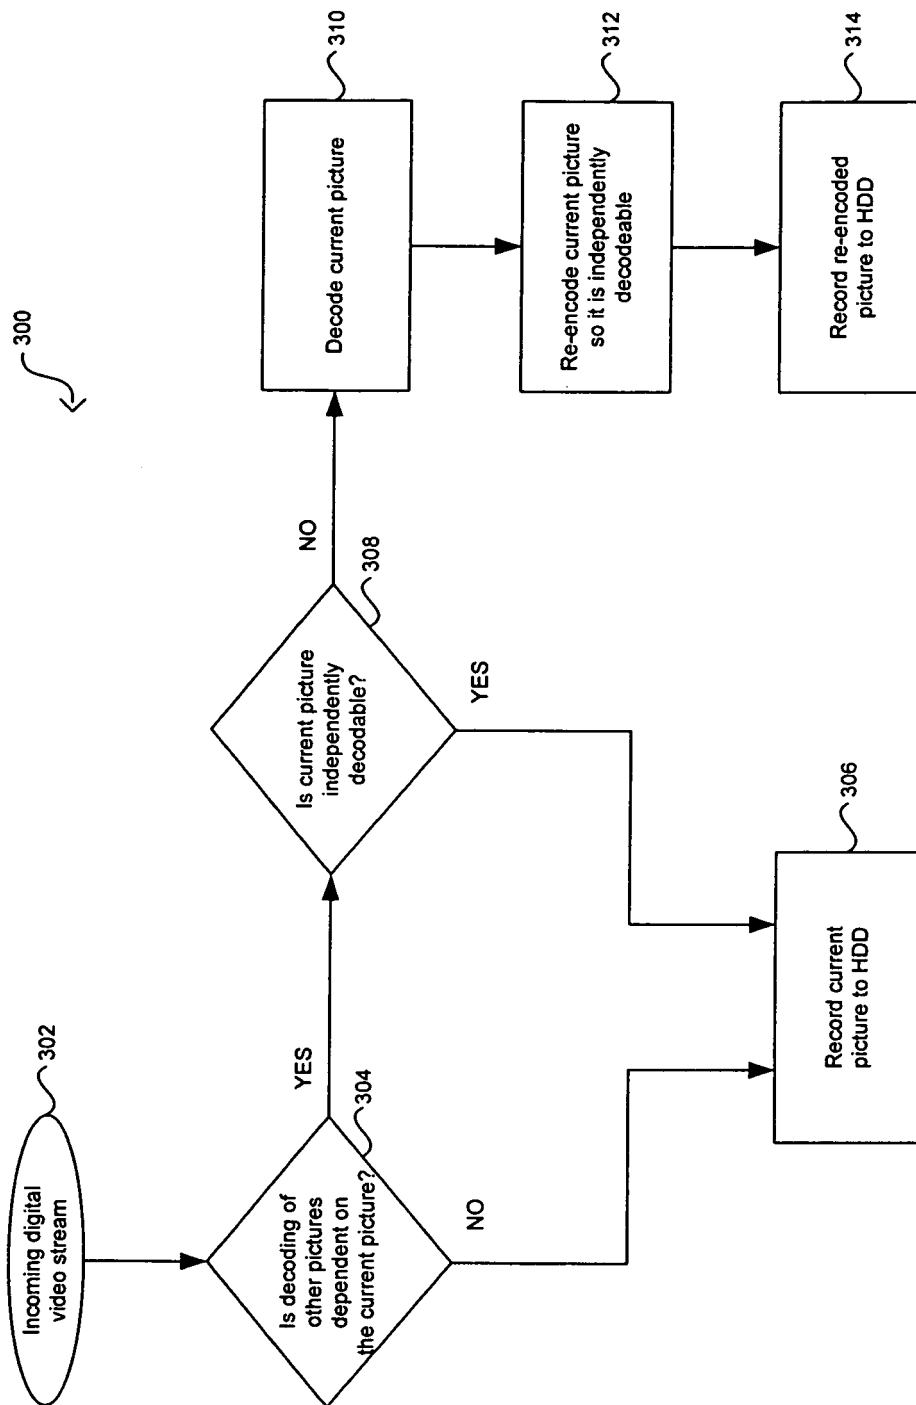 300
302
Incoming digital
video stream
304
Is decoding of
other pictures
dependent on
the current picture?
YES
NO
308
Is current picture
independently
decodable?
NO
YES
306
Record current
picture to HDD
310
Decode current picture
312
Re-encode current picture
so it is independently
decodeable
314
Record re-encoded
picture to HDD